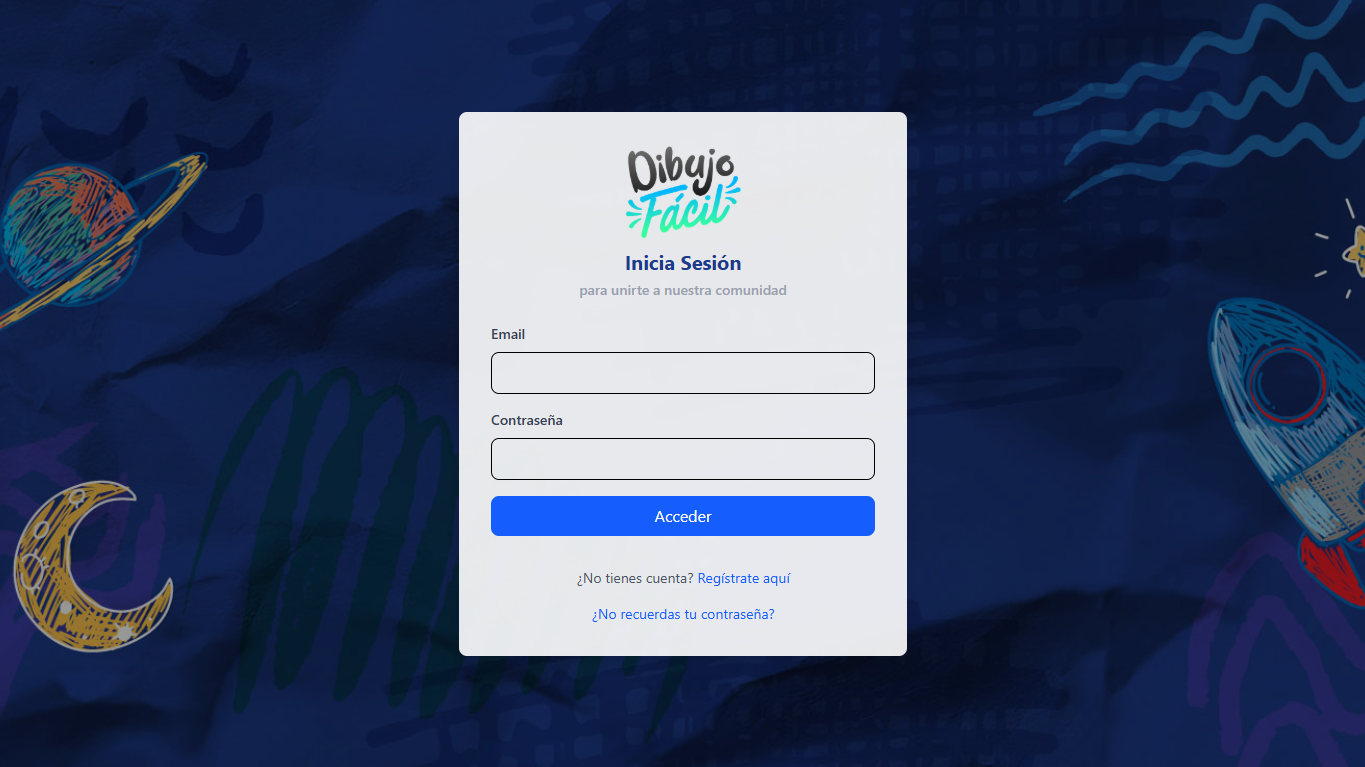 Dibujo
Fácil
Inicia Sesión
para unirte a nuestra comunidad
Email
Contraseña
Acceder
¿No tienes cuenta? Regístrate aquí
¿No recuerdas tu contraseña?